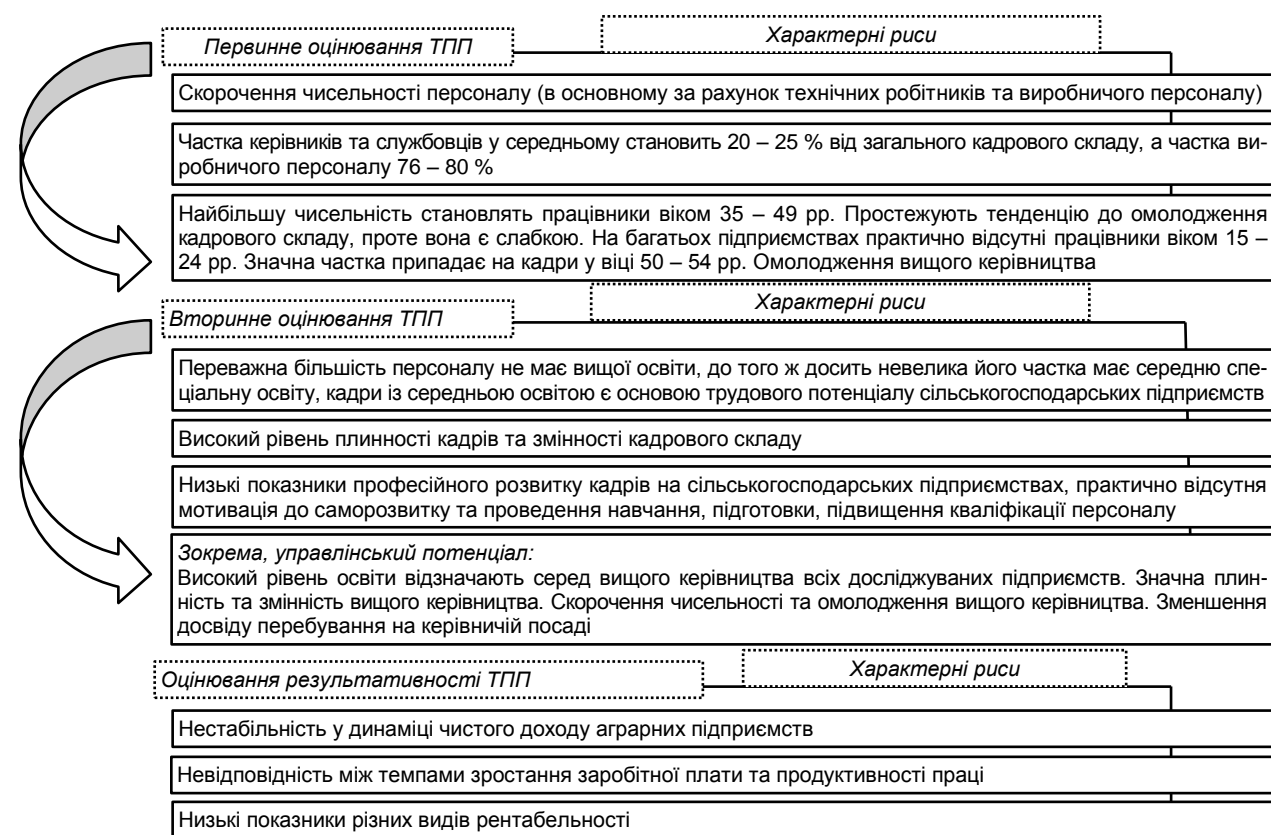 Первинне оцінювання ТПП
Характерні риси
Скорочення чисельності персоналу (в основному за рахунок технічних робітників та виробничого персоналу)
Частка керівників та службовців у середньому становить 20 – 25 % від загального кадрового складу, а частка ви-
робничого персоналу 76 – 80 %
Найбільшу чисельність становлять працівники віком 35 – 49 рр. Простежують тенденцію до омолодження
кадрового складу, проте вона є слабкою. На багатьох підприємствах практично відсутні працівники віком 15 –
24 рр. Значна частка припадає на кадри у віці 50 – 54 рр. Омолодження вищого керівництва
Вторинне оцінювання ТПП
Характерні риси
Переважна більшість персоналу не має вищої освіти, до того ж досить невелика його частка має середню спе-
ціальну освіту, кадри із середньою освітою є основою трудового потенціалу сільськогосподарських підприємств
Високий рівень плинності кадрів та змінності кадрового складу
Низькі показники професійного розвитку кадрів на сільськогосподарських підприємствах, практично відсутня
мотивація до саморозвитку та проведення навчання, підготовки, підвищення кваліфікації персоналу
Зокрема, управлінський потенціал:
Високий рівень освіти відзначають серед вищого керівництва всіх досліджуваних підприємств. Значна плин-
ність та змінність вищого керівництва. Скорочення чисельності та омолодження вищого керівництва. Зменшення
досвіду перебування на керівничій посаді
Оцінювання результативності ТПП
Характерні риси
Нестабільність у динаміці чистого доходу аграрних підприємств
Невідповідність між темпами зростання заробітної плати та продуктивності праці
Низькі показники різних видів рентабельності